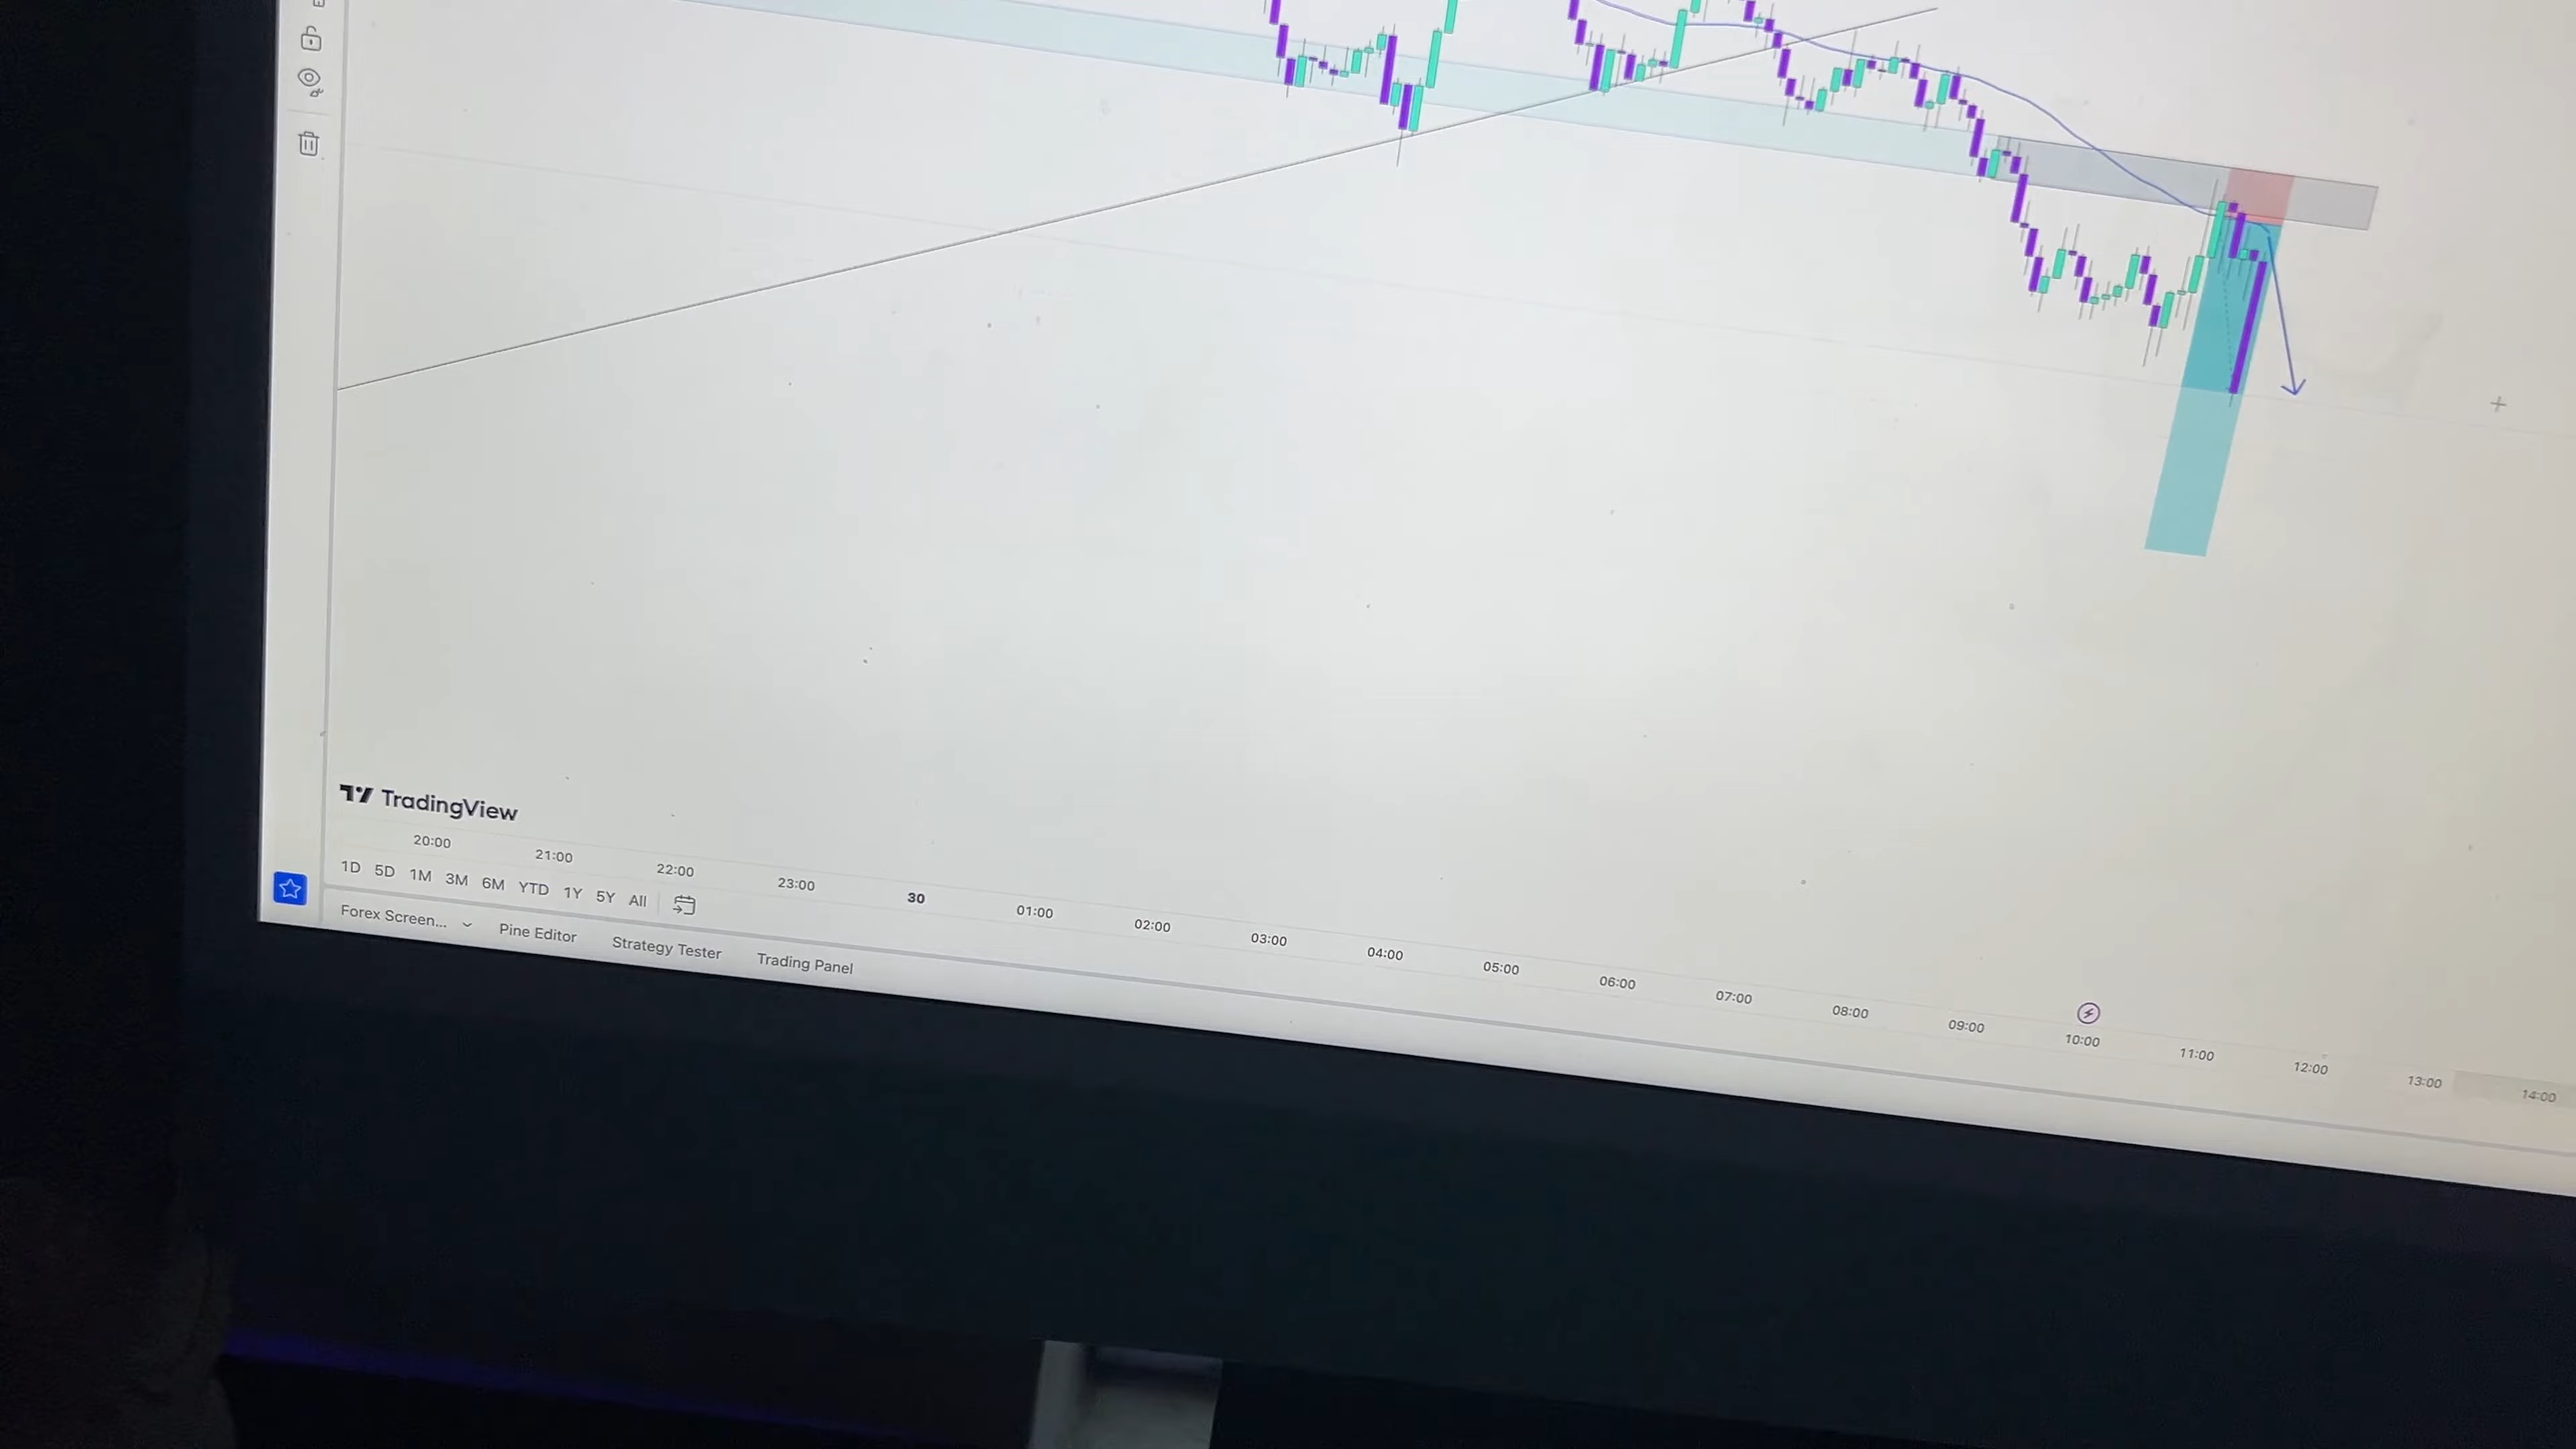 TradingView
20:00 21:00 22:00 23:00 30 01:00 02:00 03:00 04:00 05:00 06:00 07:00 08:00 09:00 10:00 11:00 12:00 13:00 14:00
1D 5D 1M 3M 6M YTD 1Y 5Y All
Forex Screen... Pine Editor Strategy Tester Trading Panel